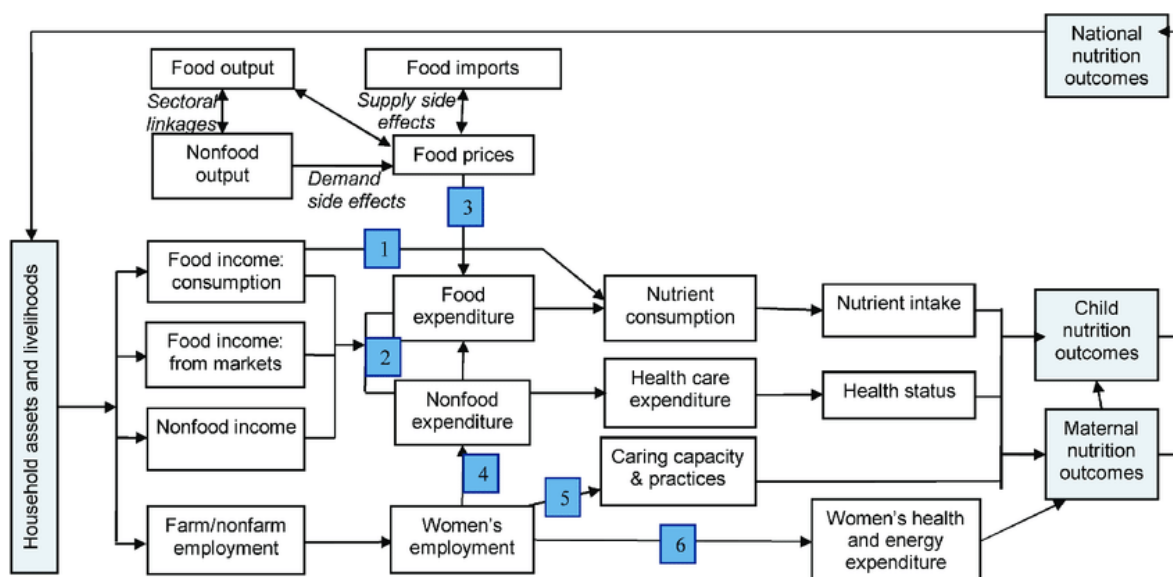 National
nutrition
outcomes
Food output
Food imports
Sectoral
linkages
Supply side
effects
Nonfood
output
Food prices
Demand
side effects
3
1
Household assets and livelihoods
Food income:
consumption
Food
expenditure
Nutrient
consumption
Nutrient intake
Child
nutrition
outcomes
Food income:
from markets
2
Nonfood
expenditure
Health care
expenditure
Health status
Nonfood income
Maternal
nutrition
outcomes
4
Caring capacity
& practices
5
Farm/nonfarm
employment
Women's
employment
6
Women's health
and energy
expenditure